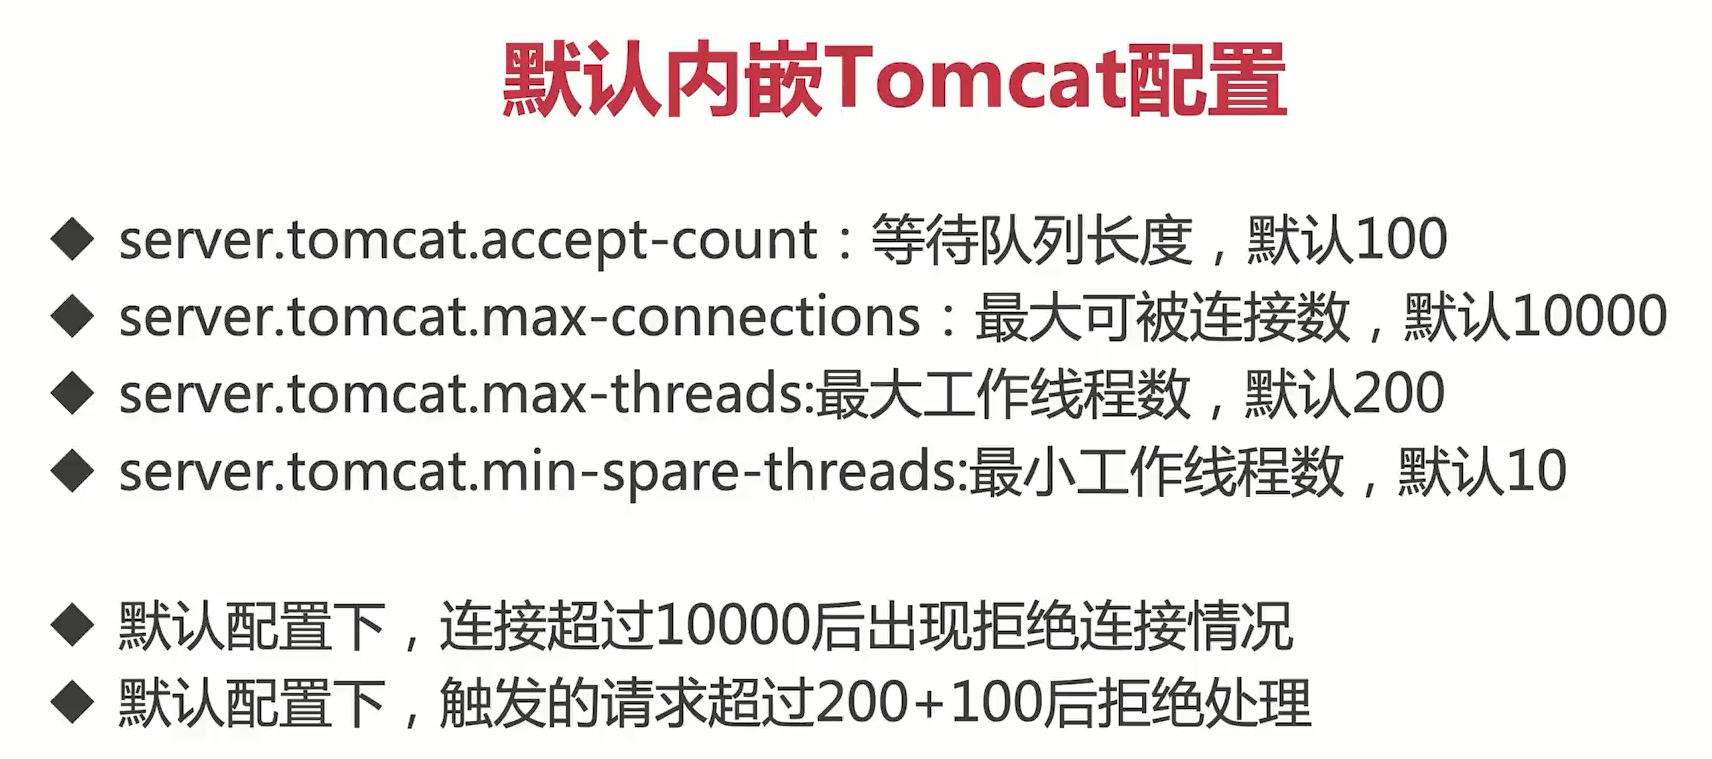 默认内嵌Tomcat配置
◆ server.tomcat.accept-count：等待队列长度，默认100
◆ server.tomcat.max-connections：最大可被连接数，默认10000
◆ server.tomcat.max-threads:最大工作线程数，默认200
◆ server.tomcat.min-spare-threads:最小工作线程数，默认10
◆ 默认配置下，连接超过10000后出现拒绝连接情况
◆ 默认配置下，触发的请求超过200+100后拒绝处理